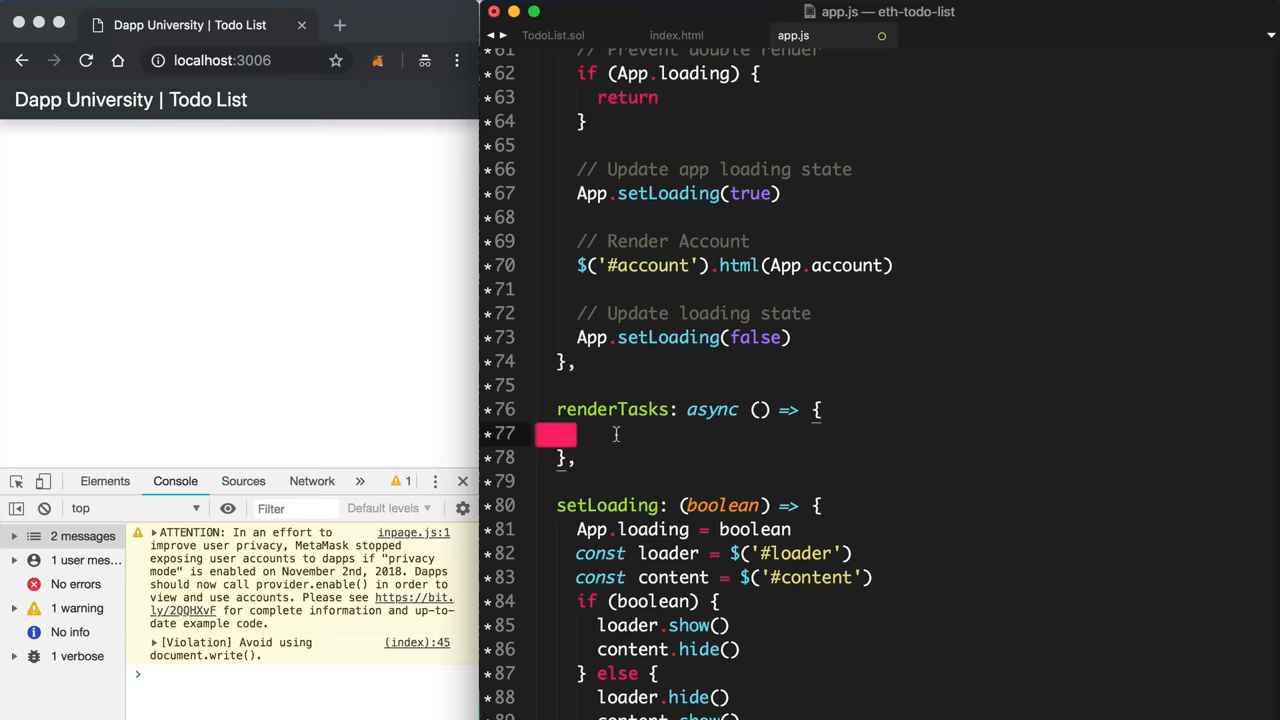 Dapp University | Todo List
localhost:3006
Dapp University | Todo List
Elements Console Sources Network » 1
top Filter Default levels
2 messages
1 user mes...
No errors
1 warning
No info
1 verbose
ATTENTION: In an effort to inpage.js:1
improve user privacy, MetaMask stopped
exposing user accounts to dapps if "privacy
mode" is enabled on November 2nd, 2018. Dapps
should now call provider.enable() in order to
view and use accounts. Please see https://bit.
ly/2QQHXvF for complete information and up-to-
date example code.
[Violation] Avoid using (index):45
document.write().
app.js — eth-todo-list
TodoList.sol index.html app.js
61 // Prevent double render
62 if (App.loading) {
63 return
64 }
65
66 // Update app loading state
67 App.setLoading(true)
68
69 // Render Account
70 $('#account').html(App.account)
71
72 // Update loading state
73 App.setLoading(false)
74 },
75
76 renderTasks: async () => {
77
78 },
79
80 setLoading: (boolean) => {
81 App.loading = boolean
82 const loader = $('#loader')
83 const content = $('#content')
84 if (boolean) {
85 loader.show()
86 content.hide()
87 } else {
88 loader.hide()
89 content.show()